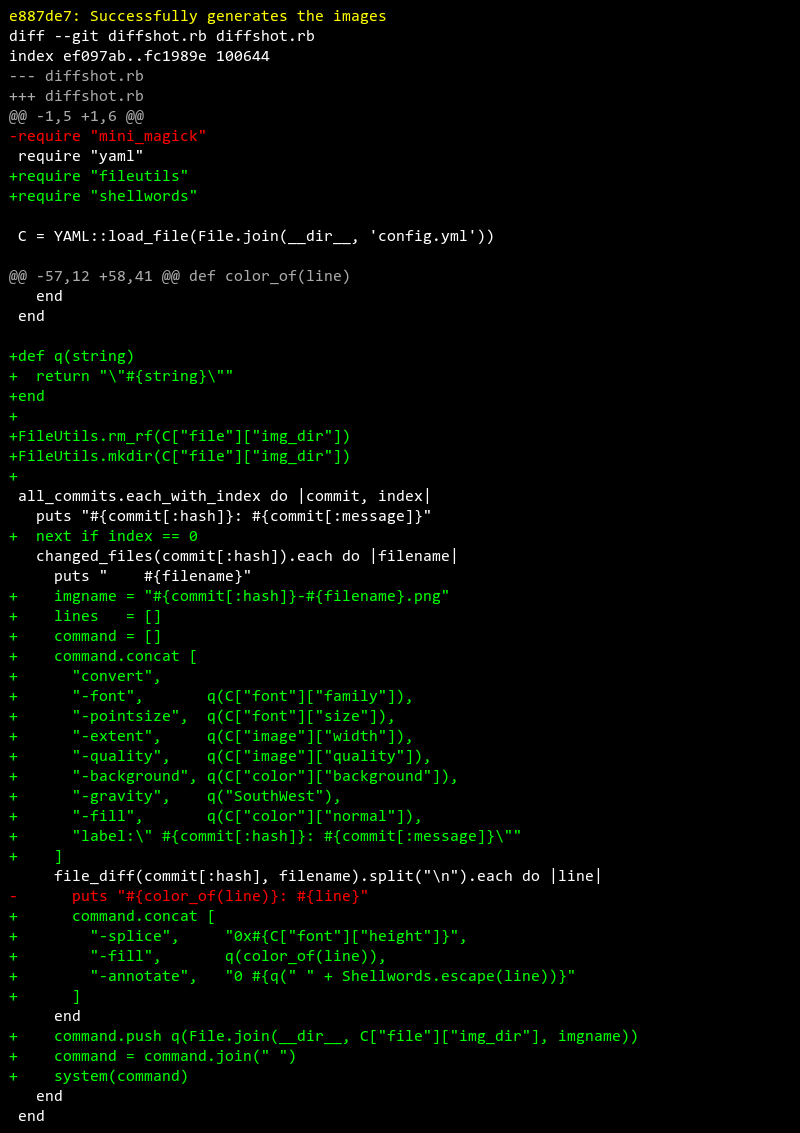 e887de7: Successfully generates the images
diff --git diffshot.rb diffshot.rb
index ef097ab..fc1989e 100644
--- diffshot.rb
+++ diffshot.rb
@@ -1,5 +1,6 @@
-require "mini_magick"
 require "yaml"
+require "fileutils"
+require "shellwords"

 C = YAML::load_file(File.join(__dir__, 'config.yml'))

@@ -57,12 +58,41 @@ def color_of(line)
   end
 end

+def q(string)
+  return "\"#{string}\""
+end
+
+FileUtils.rm_rf(C["file"]["img_dir"])
+FileUtils.mkdir(C["file"]["img_dir"])
+
 all_commits.each_with_index do |commit, index|
   puts "#{commit[:hash]}: #{commit[:message]}"
+  next if index == 0
   changed_files(commit[:hash]).each do |filename|
     puts "    #{filename}"
+    imgname = "#{commit[:hash]}-#{filename}.png"
+    lines   = []
+    command = []
+    command.concat [
+      "convert",
+      "-font",       q(C["font"]["family"]),
+      "-pointsize",  q(C["font"]["size"]),
+      "-extent",     q(C["image"]["width"]),
+      "-quality",    q(C["image"]["quality"]),
+      "-background", q(C["color"]["background"]),
+      "-gravity",    q("SouthWest"),
+      "-fill",       q(C["color"]["normal"]),
+      "label:\" #{commit[:hash]}: #{commit[:message]}\""
+    ]
     file_diff(commit[:hash], filename).split("\n").each do |line|
-      puts "#{color_of(line)}: #{line}"
+      command.concat [
+        "-splice",     "0x#{C["font"]["height"]}",
+        "-fill",       q(color_of(line)),
+        "-annotate",   "0 #{q(" " + Shellwords.escape(line))}"
+      ]
     end
+    command.push q(File.join(__dir__, C["file"]["img_dir"], imgname))
+    command = command.join(" ")
+    system(command)
   end
 end